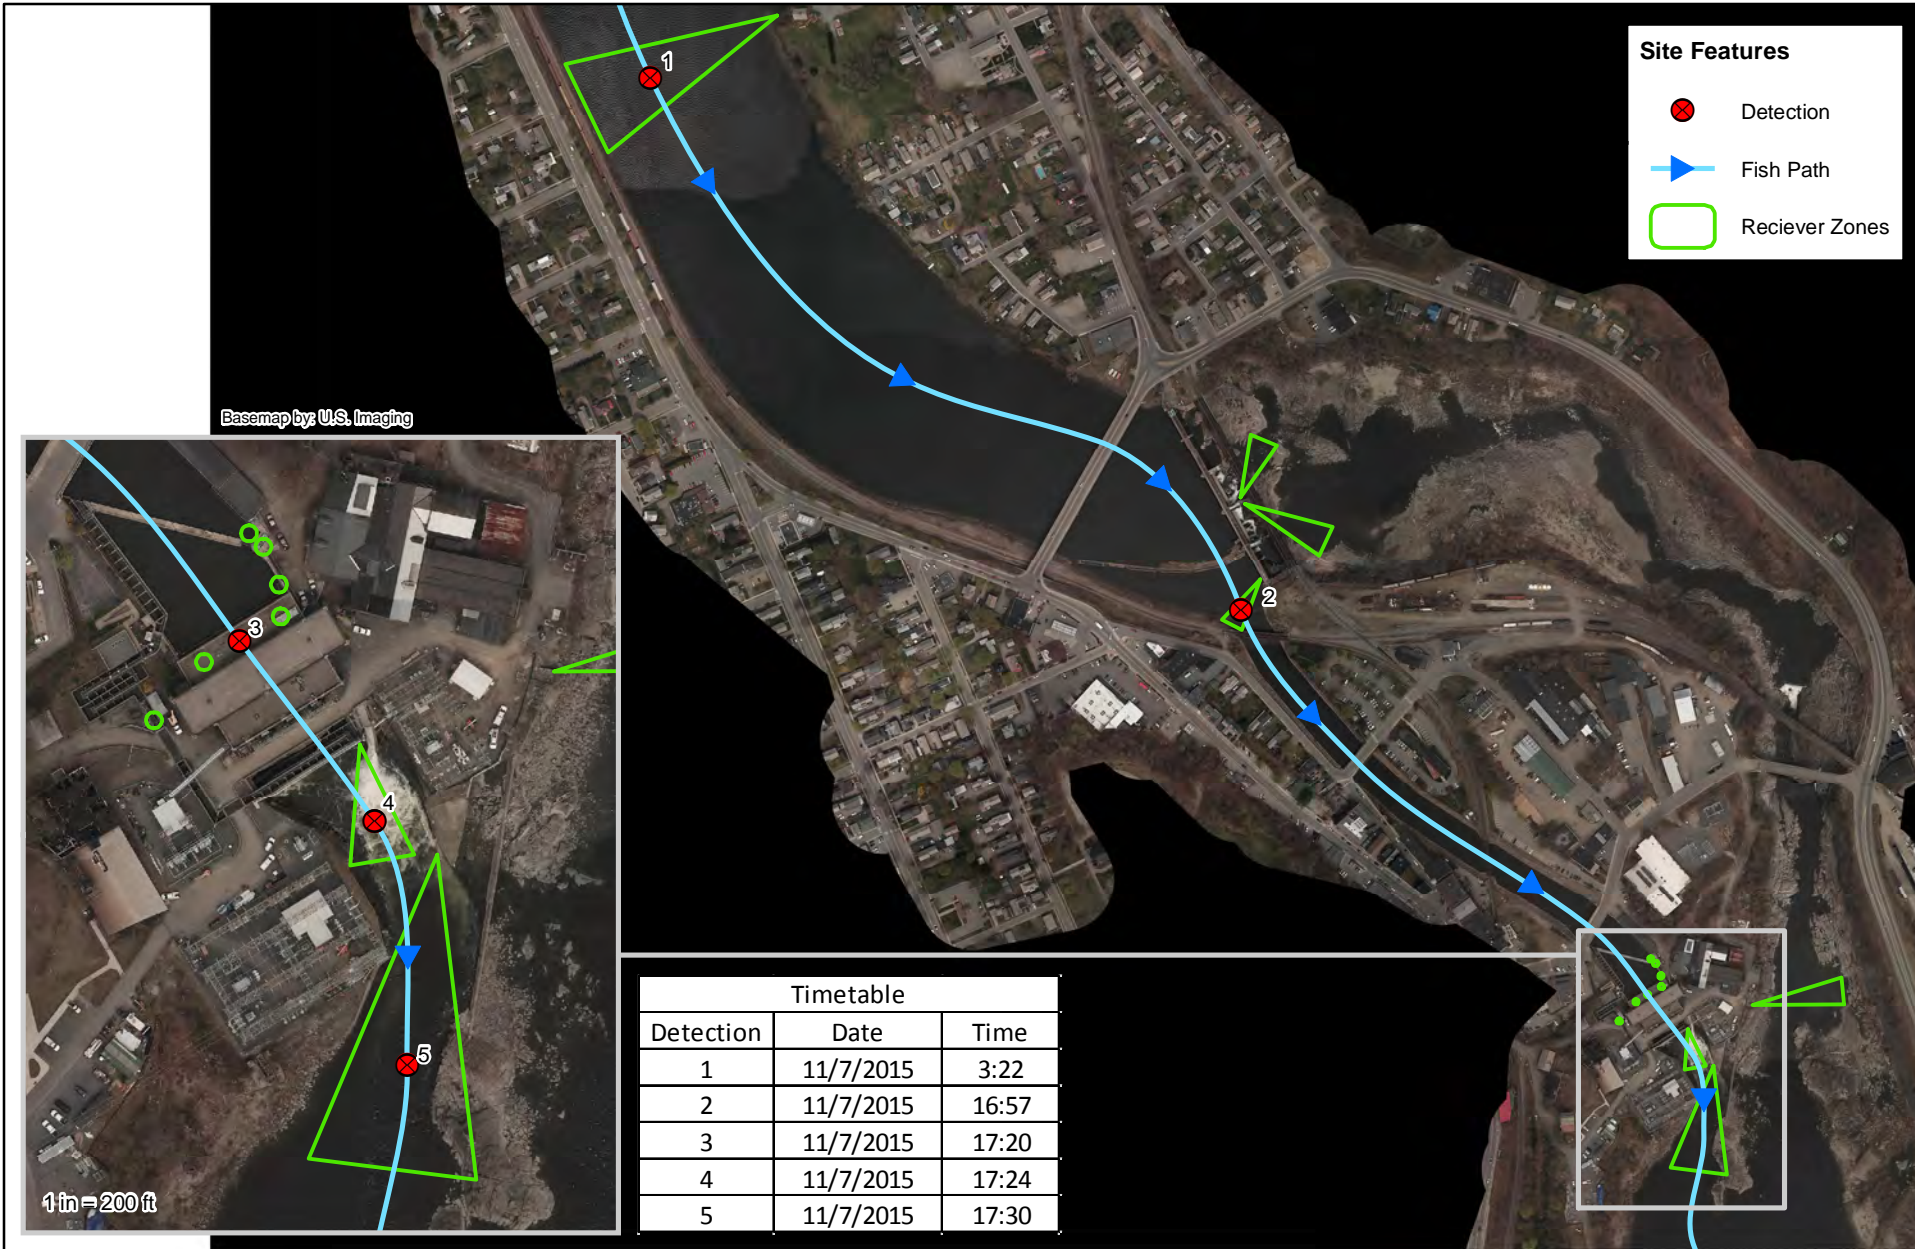 1
Site Features
Detection
Fish Path
Reciever Zones
Basemap by: U.S. Imaging
2
3
4
5
1 in = 200 ft
Timetable
Detection Date Time
1 11/7/2015 3:22
2 11/7/2015 16:57
3 11/7/2015 17:20
4 11/7/2015 17:24
5 11/7/2015 17:30